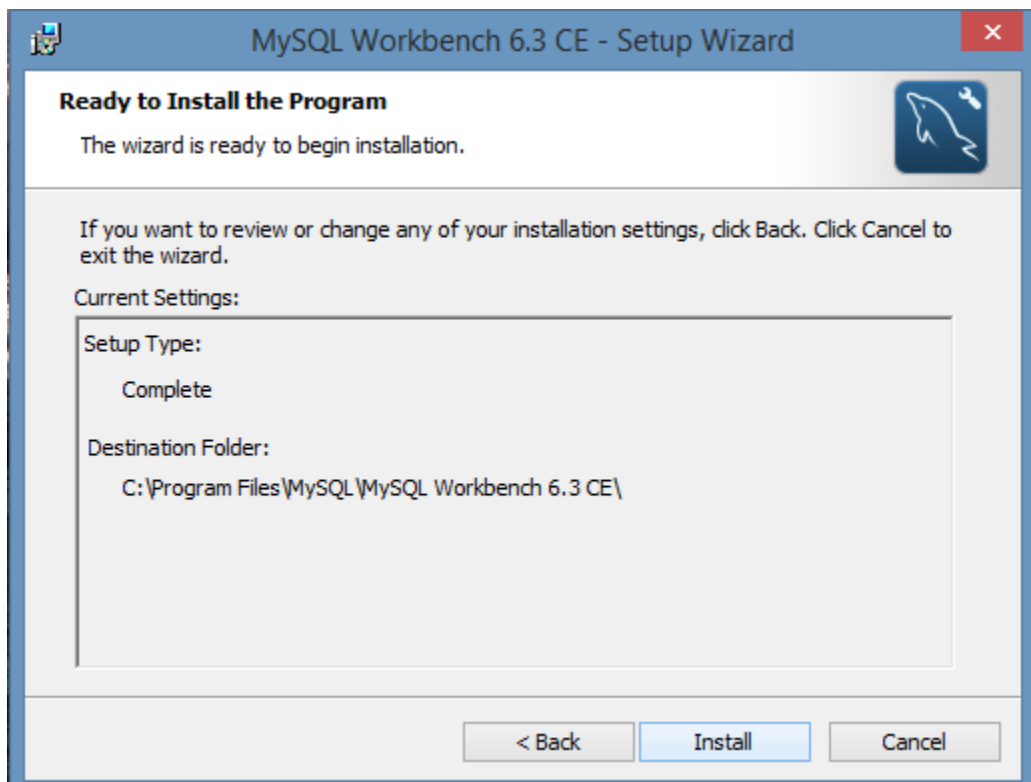 MySQL Workbench 6.3 CE - Setup Wizard
Ready to Install the Program
The wizard is ready to begin installation.
If you want to review or change any of your installation settings, click Back. Click Cancel to
exit the wizard.
Current Settings:
Setup Type:
Complete
Destination Folder:
C:\Program Files\MySQL\MySQL Workbench 6.3 CE\
< Back
Install
Cancel